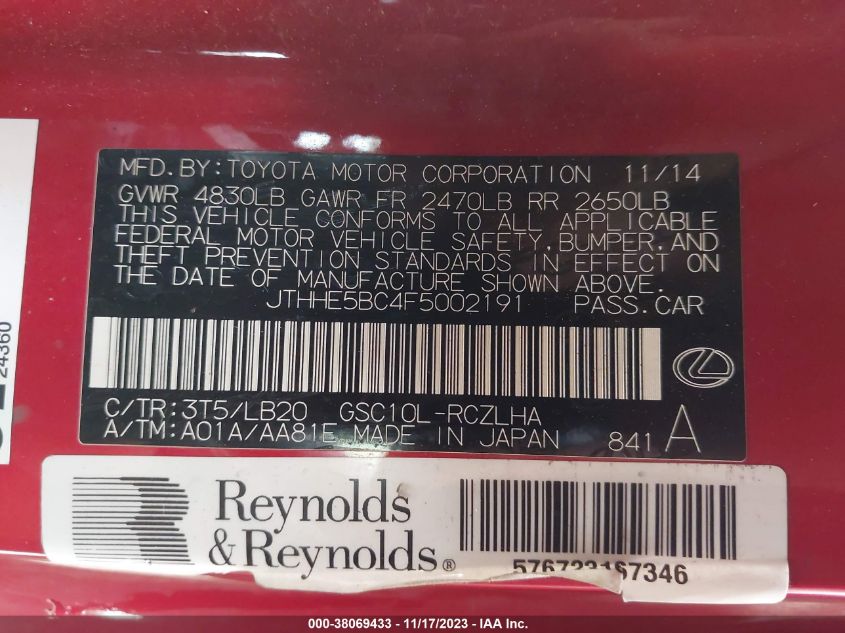 MFD.BY:TOYOTA MOTOR CORPORATION 11/14
GVWR 4830LB GAWR FR 2470LB RR 2650LB
THIS VEHICLE CONFORMS TO ALL APPLICABLE
FEDERAL MOTOR VEHICLE SAFETY,BUMPER,AND
THEFT PREVENTION STANDARDS IN EFFECT ON
THE DATE OF MANUFACTURE SHOWN ABOVE.
JTHHE5BC4F5002191 PASS.CAR
C/TR:3T5/LB20 GSC10L-RCZLHA
A/TM:A01A/AA81E MADE IN JAPAN 841 A
24360
Reynolds
&Reynolds®
576723167346
000-38069433 - 11/17/2023 - IAA Inc.